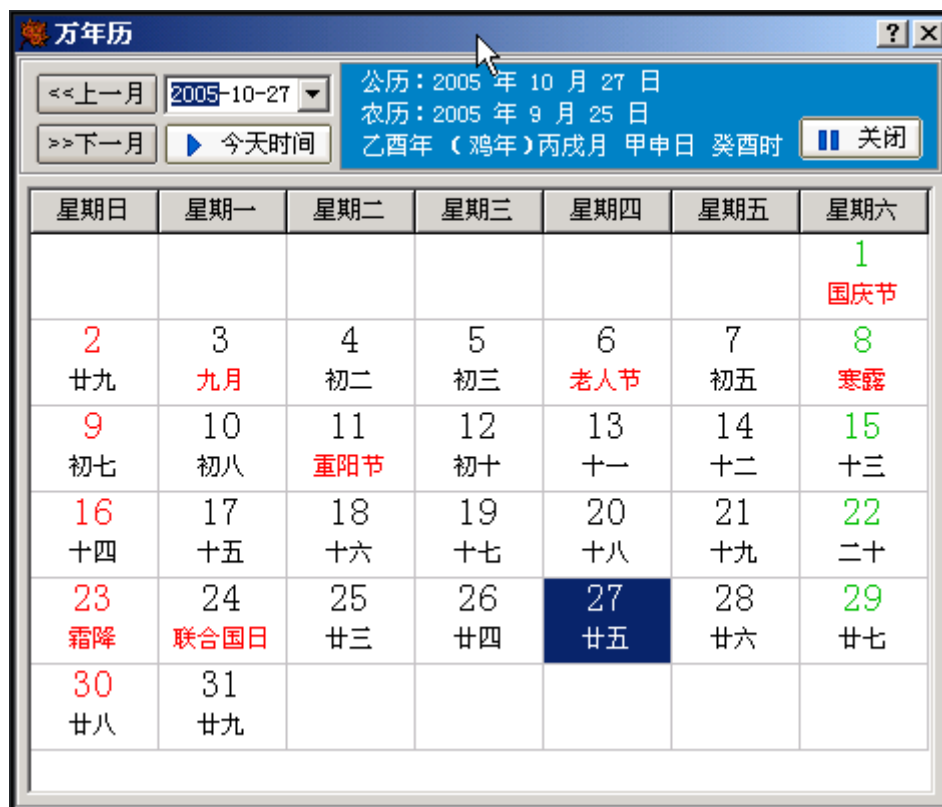 万年历
<<上一月 2005-10-27
>>下一月 今天时间
公历：2005 年 10 月 27 日
农历：2005 年 9 月 25 日
乙酉年 (鸡年)丙戌月 甲申日 癸酉时
关闭
星期日 星期一 星期二 星期三 星期四 星期五 星期六
1
国庆节
2 3 4 5 6 7 8
廿九 九月 初二 初三 老人节 初五 寒露
9 10 11 12 13 14 15
初七 初八 重阳节 初十 十一 十二 十三
16 17 18 19 20 21 22
十四 十五 十六 十七 十八 十九 二十
23 24 25 26 27 28 29
霜降 联合国日 廿三 廿四 廿五 廿六 廿七
30 31
廿八 廿九